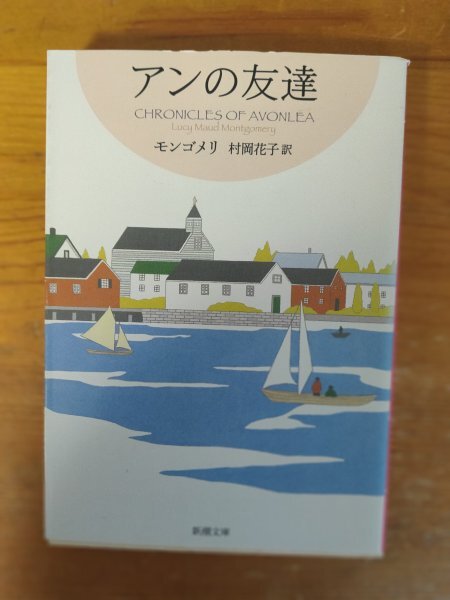 アンの友達
CHRONICLES OF AVONLEA
Lucy Maud Montgomery
モンゴメリ 村岡花子 訳
新潮文庫